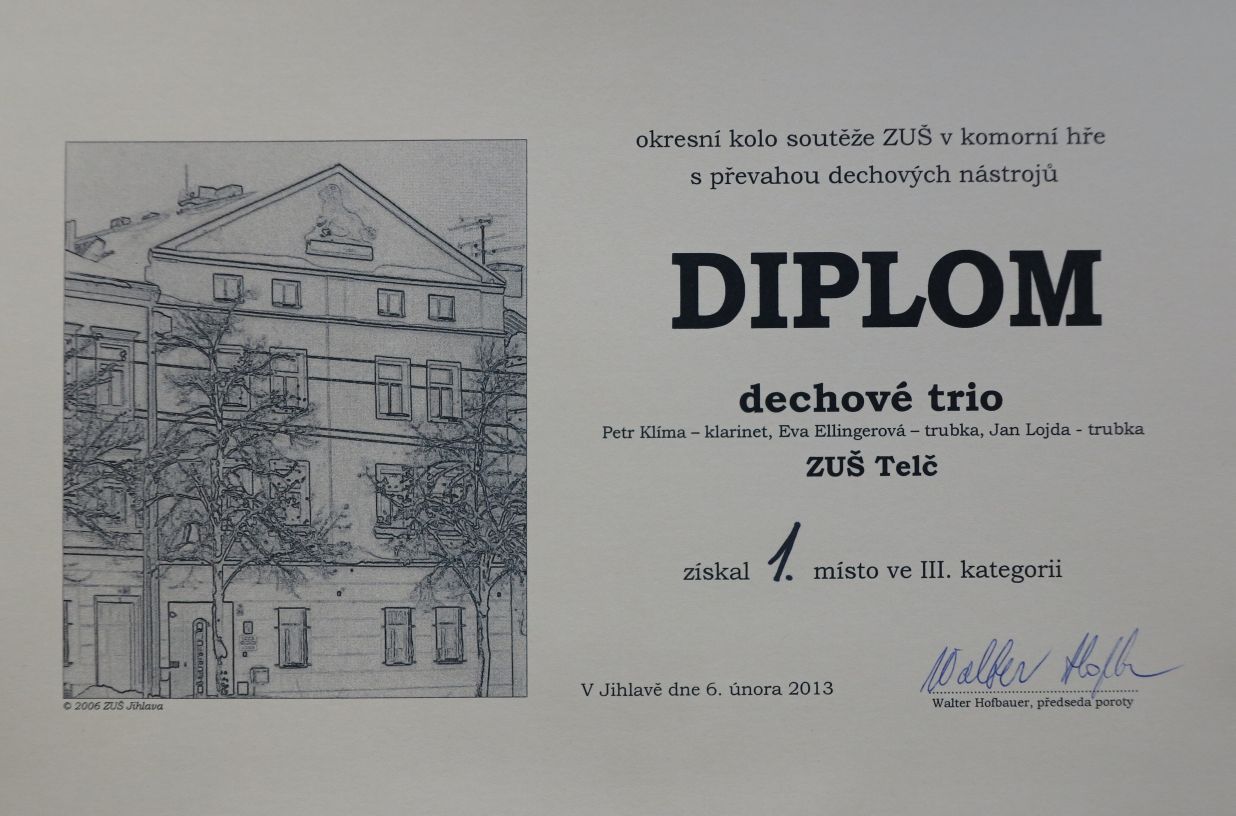 okresní kolo soutěže ZUŠ v komorní hře
s převahou dechových nástrojů
DIPLOM
dechové trio
Petr Klíma – klarinet, Eva Ellingerová – trubka, Jan Lojda - trubka
ZUŠ Telč
získal 1. místo ve III. kategorii
V Jihlavě dne 6. února 2013
Walter Hofbauer, předseda poroty
© 2006 ZUŠ Jihlava